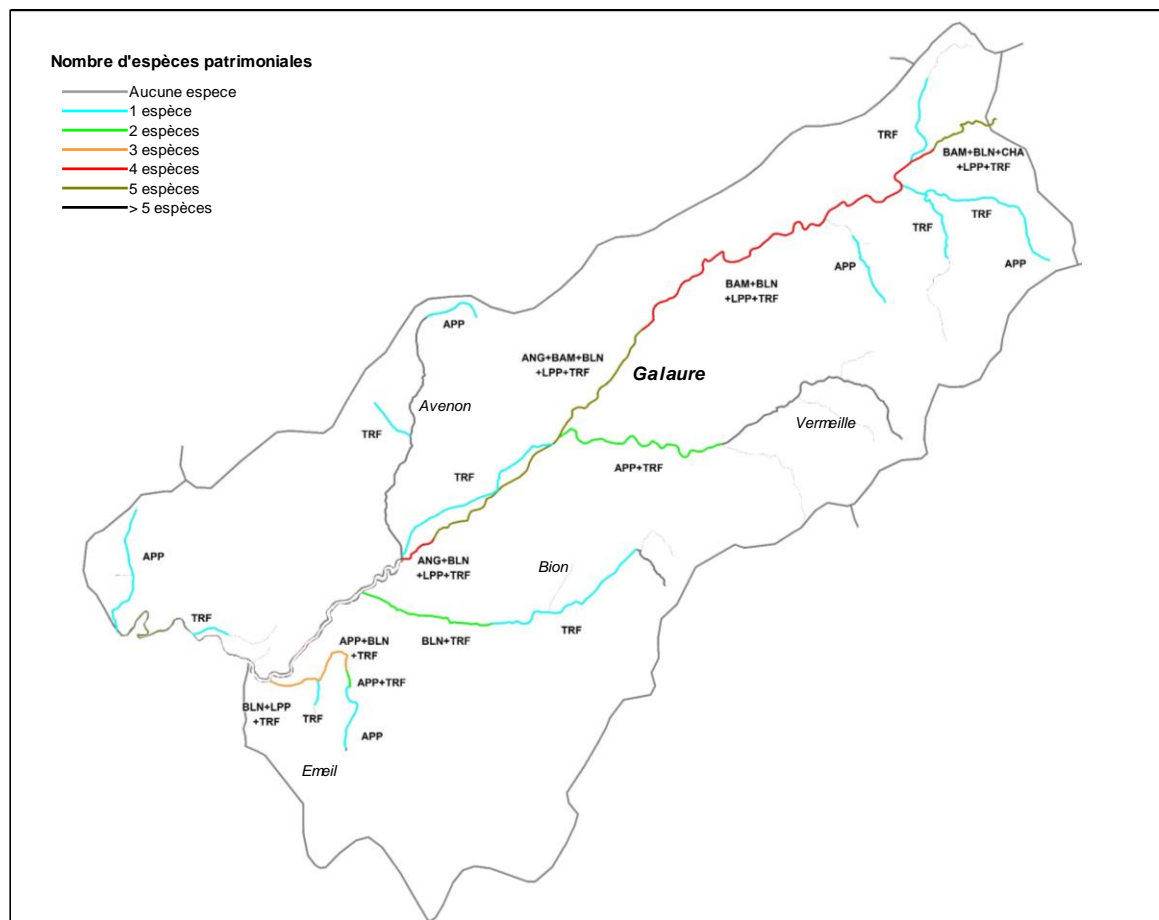 Nombre d'espèces patrimoniales
Aucune espece
1 espèce
2 espèces
3 espèces
4 espèces
5 espèces
> 5 espèces
TRF
BAM+BLN+CHA
+LPP+TRF
TRF
TRF
APP
APP
BAM+BLN
+LPP+TRF
APP
ANG+BAM+BLN
+LPP+TRF
Galaure
Avenon
Vermeille
TRF
TRF
APP+TRF
APP
ANG+BLN
+LPP+TRF
Bion
TRF
BLN+TRF
TRF
APP+BLN
+TRF
APP+TRF
BLN+LPP
+TRF
TRF
APP
Emeil